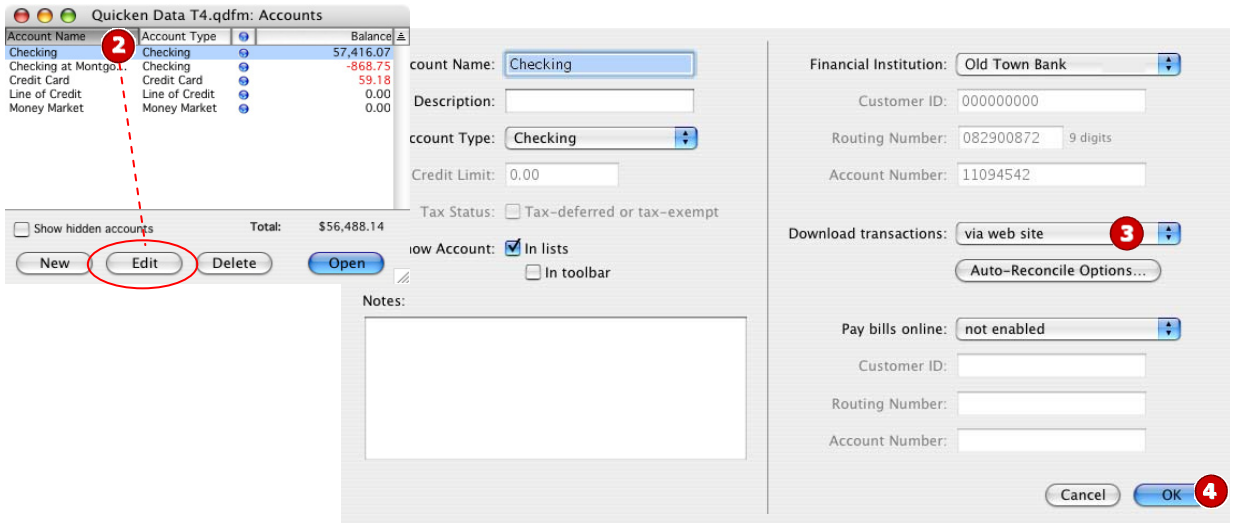 Quicken Data T4.qdfm: Accounts
Account Name Account Type Balance
2
Checking Checking 57,416.07
Checking at Montgo... Checking -868.75
Credit Card Credit Card 59.18
Line of Credit Line of Credit 0.00
Money Market Money Market 0.00
Show hidden accounts Total: $56,488.14
New Edit Delete Open
count Name: Checking
Description:
ccount Type: Checking
Credit Limit: 0.00
Tax Status: Tax-deferred or tax-exempt
how Account: In lists
In toolbar
Notes:
Financial Institution: Old Town Bank
Customer ID: 000000000
Routing Number: 082900872 9 digits
Account Number: 11094542
Download transactions: via web site 3
Auto-Reconcile Options...
Pay bills online: not enabled
Customer ID:
Routing Number:
Account Number:
Cancel OK 4